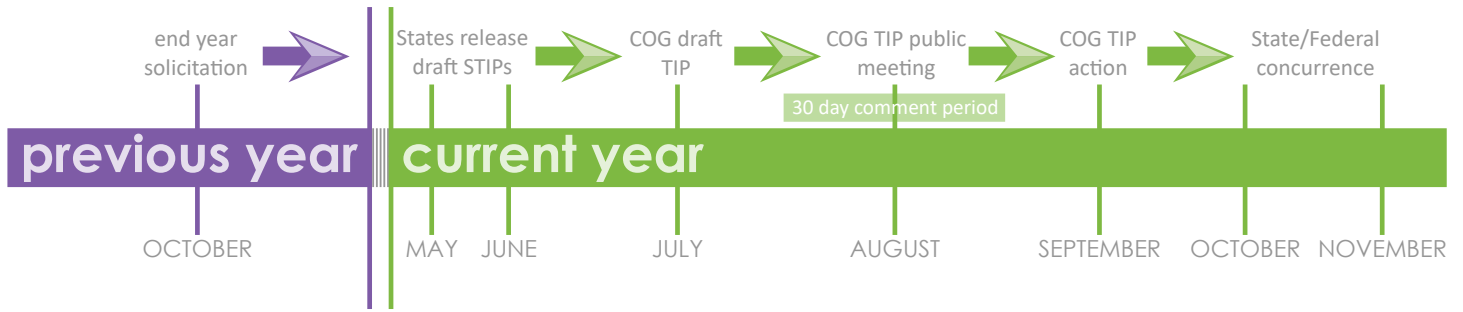 end year
solicitation
States release
draft STIPs
COG draft
TIP
COG TIP public
meeting
COG TIP
action
State/Federal
concurrence
30 day comment period
previous year
current year
OCTOBER
MAY
JUNE
JULY
AUGUST
SEPTEMBER
OCTOBER
NOVEMBER